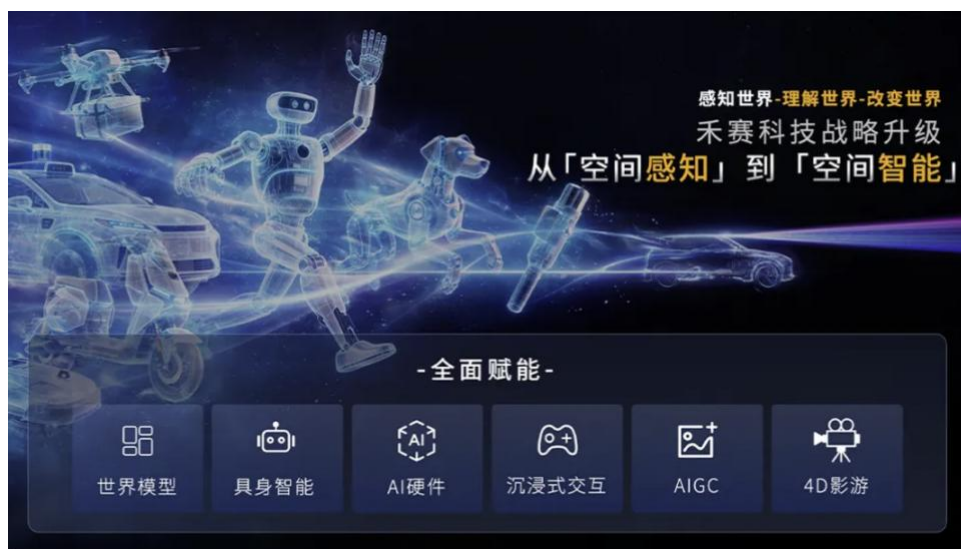 感知世界-理解世界-改变世界
禾赛科技战略升级
从「空间感知」到「空间智能」
-全面赋能-
世界模型
具身智能
AI
AI硬件
沉浸式交互
AIGC
4D影游